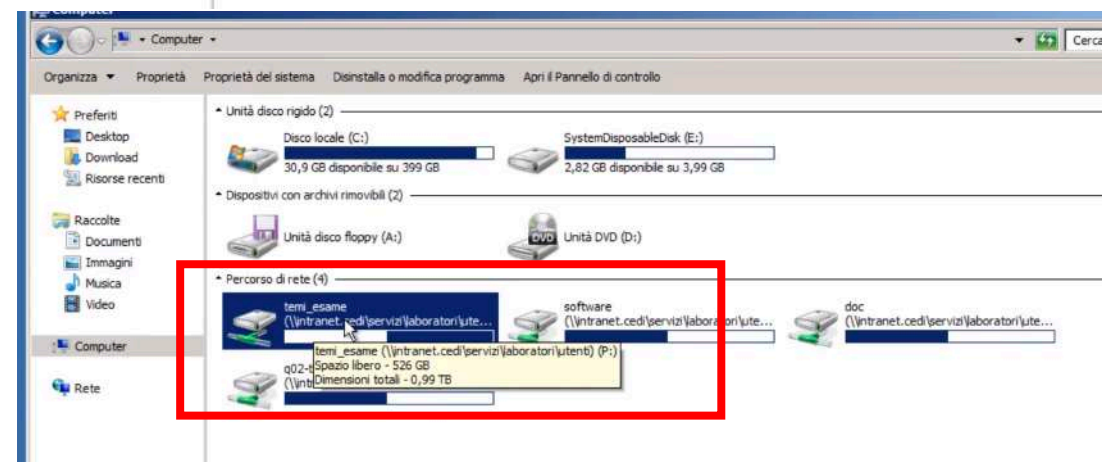 Computer
Computer
Cerca
Organizza Proprietà Proprietà del sistema Disinstalla o modifica programma Apri il Pannello di controllo
Preferiti
Desktop
Download
Risorse recenti
Raccolte
Documenti
Immagini
Musica
Video
Computer
Rete
Unità disco rigido (2)
Disco locale (C:)
30,9 GB disponibile su 399 GB
SystemDisposableDisk (E:)
2,82 GB disponibile su 3,99 GB
Dispositivi con archivi rimovibili (2)
Unità disco floppy (A:)
DVD
Unità DVD (D:)
Percorso di rete (4)
temi_esame
(\\intranet.cedi\servizi\laboratori\ute...
software
(\\intranet.cedi\servizi\laboratori\ute...
doc
(\\intranet.cedi\servizi\laboratori\ute...
temi_esame (\\intranet.cedi\servizi\laboratori\utenti) (P:)
Spazio libero - 526 GB
Dimensioni totali - 0,99 TB